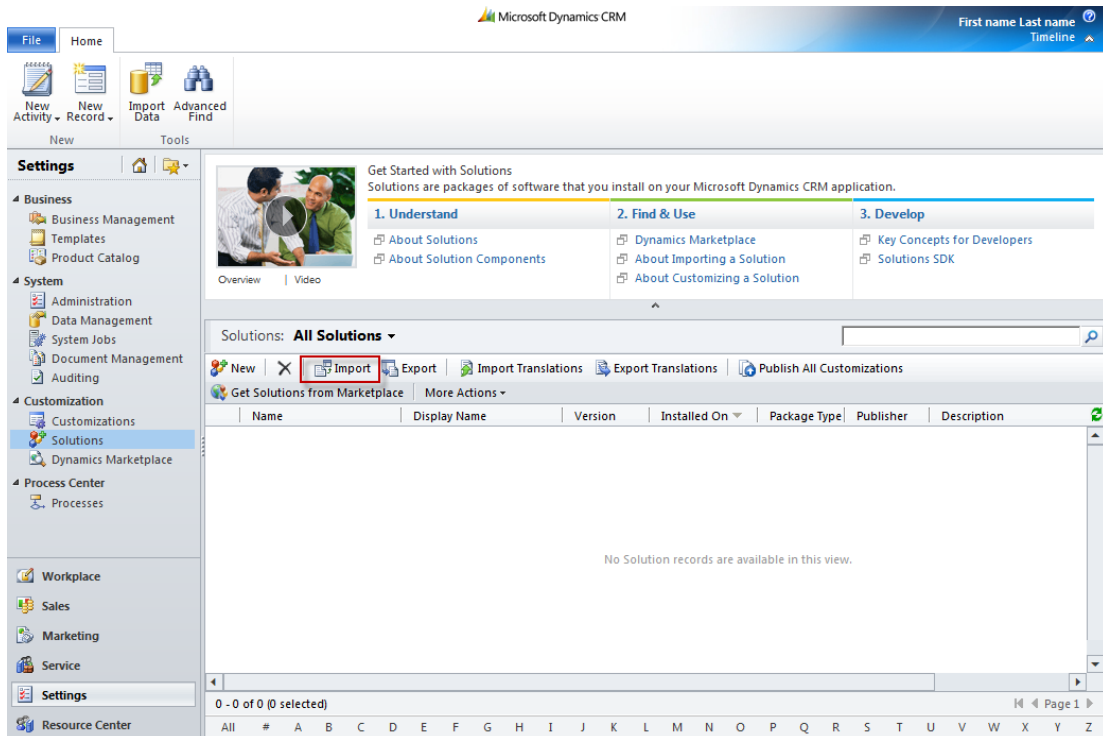 Microsoft Dynamics CRM
First name Last name
Timeline
File Home
New Activity New Record Import Data Advanced Find
New Tools
Settings
Business
Business Management
Templates
Product Catalog
System
Administration
Data Management
System Jobs
Document Management
Auditing
Customization
Customizations
Solutions
Dynamics Marketplace
Process Center
Processes
Workplace
Sales
Marketing
Service
Settings
Resource Center
Get Started with Solutions
Solutions are packages of software that you install on your Microsoft Dynamics CRM application.
Overview | Video
1. Understand
About Solutions
About Solution Components
2. Find & Use
Dynamics Marketplace
About Importing a Solution
About Customizing a Solution
3. Develop
Key Concepts for Developers
Solutions SDK
Solutions: All Solutions
New Import Export Import Translations Export Translations Publish All Customizations
Get Solutions from Marketplace More Actions
Name Display Name Version Installed On Package Type Publisher Description
No Solution records are available in this view.
0 - 0 of 0 (0 selected) Page 1
All # A B C D E F G H I J K L M N O P Q R S T U V W X Y Z